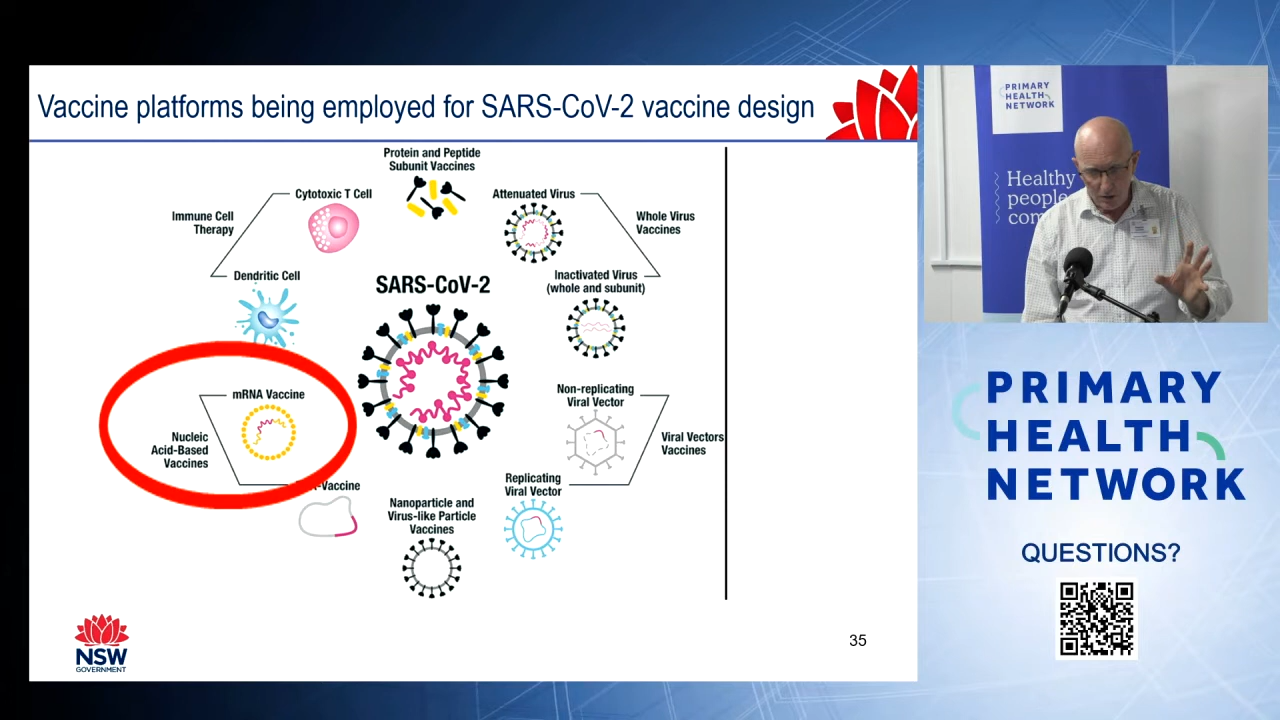 Vaccine platforms being employed for SARS-CoV-2 vaccine design
Protein and Peptide
Subunit Vaccines
Cytotoxic T Cell
Attenuated Virus
Immune Cell
Therapy
Whole Virus
Vaccines
Dendritic Cell
Inactivated Virus
(whole and subunit)
SARS-CoV-2
mRNA Vaccine
Non-replicating
Viral Vector
Nucleic
Acid-Based
Vaccines
Viral Vectors
Vaccines
-Vaccine
Replicating
Viral Vector
Nanoparticle and
Virus-like Particle
Vaccines
NSW
GOVERNMENT
35
PRIMARY
HEALTH
NETWORK
Healthy
people
com
PRIMARY
HEALTH
NETWORK
QUESTIONS?